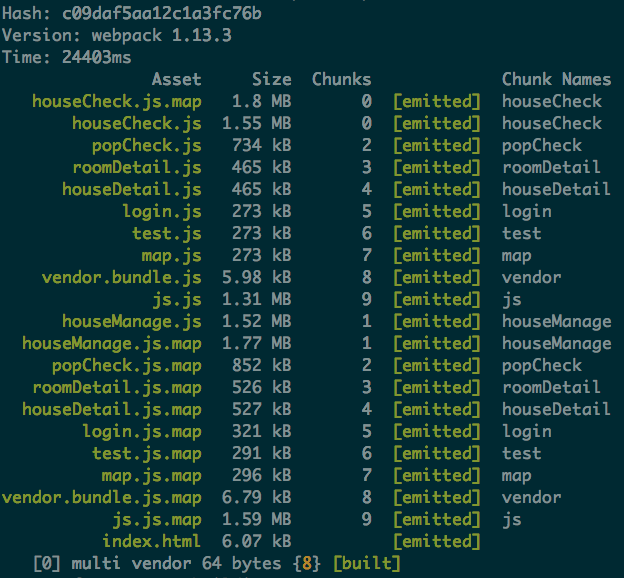 Hash: c09daf5aa12c1a3fc76b
Version: webpack 1.13.3
Time: 24403ms
Asset Size Chunks Chunk Names
houseCheck.js.map 1.8 MB 0 [emitted] houseCheck
houseCheck.js 1.55 MB 0 [emitted] houseCheck
popCheck.js 734 kB 2 [emitted] popCheck
roomDetail.js 465 kB 3 [emitted] roomDetail
houseDetail.js 465 kB 4 [emitted] houseDetail
login.js 273 kB 5 [emitted] login
test.js 273 kB 6 [emitted] test
map.js 273 kB 7 [emitted] map
vendor.bundle.js 5.98 kB 8 [emitted] vendor
js.js 1.31 MB 9 [emitted] js
houseManage.js 1.52 MB 1 [emitted] houseManage
houseManage.js.map 1.77 MB 1 [emitted] houseManage
popCheck.js.map 852 kB 2 [emitted] popCheck
roomDetail.js.map 526 kB 3 [emitted] roomDetail
houseDetail.js.map 527 kB 4 [emitted] houseDetail
login.js.map 321 kB 5 [emitted] login
test.js.map 291 kB 6 [emitted] test
map.js.map 296 kB 7 [emitted] map
vendor.bundle.js.map 6.79 kB 8 [emitted] vendor
js.js.map 1.59 MB 9 [emitted] js
index.html 6.07 kB [emitted]
[0] multi vendor 64 bytes {8} [built]